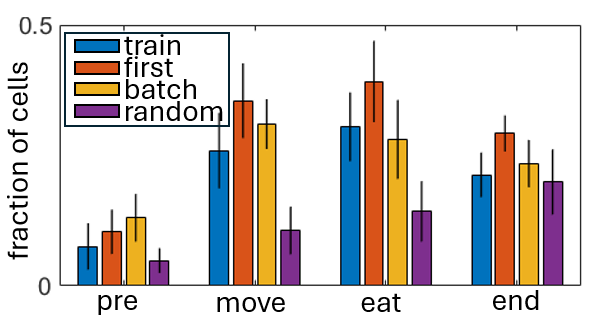 0.5
train
first
batch
random
fraction of cells
0
pre move eat end